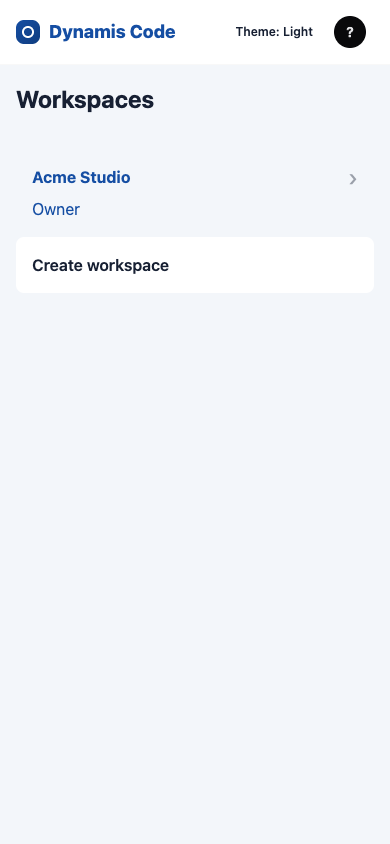 Dynamis Code
Theme: Light
?
Workspaces
Acme Studio
Owner
Create workspace